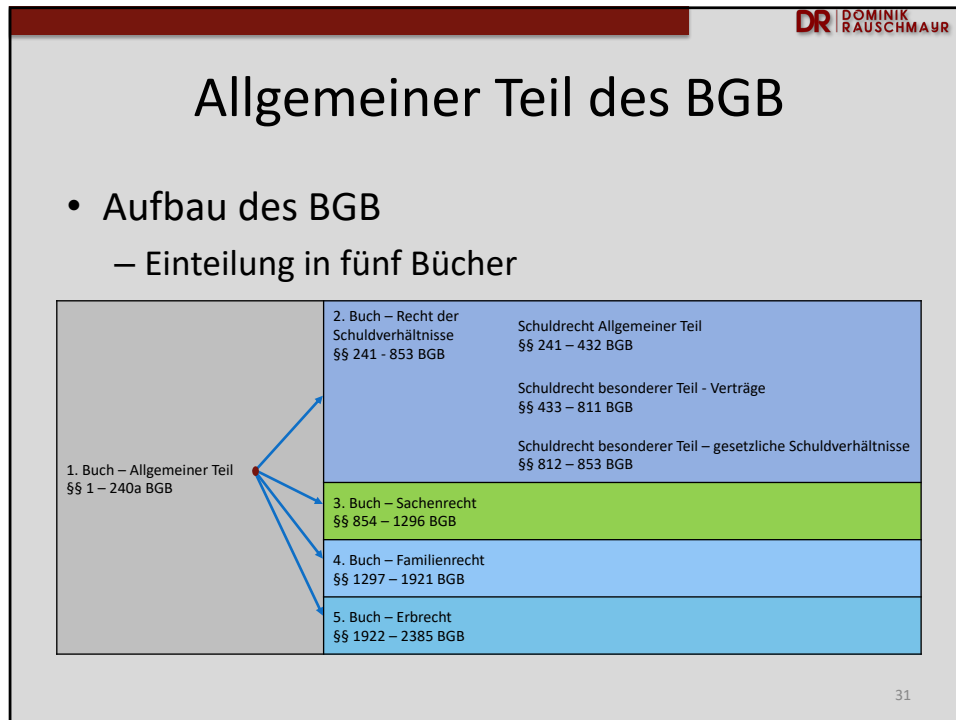 DR DOMINIK
RAUSCHMAYR
Allgemeiner Teil des BGB
• Aufbau des BGB
– Einteilung in fünf Bücher
1. Buch – Allgemeiner Teil
§§ 1 – 240a BGB
2. Buch – Recht der
Schuldverhältnisse
§§ 241 - 853 BGB
Schuldrecht Allgemeiner Teil
§§ 241 – 432 BGB
Schuldrecht besonderer Teil - Verträge
§§ 433 – 811 BGB
Schuldrecht besonderer Teil – gesetzliche Schuldverhältnisse
§§ 812 – 853 BGB
3. Buch – Sachenrecht
§§ 854 – 1296 BGB
4. Buch – Familienrecht
§§ 1297 – 1921 BGB
5. Buch – Erbrecht
§§ 1922 – 2385 BGB
31